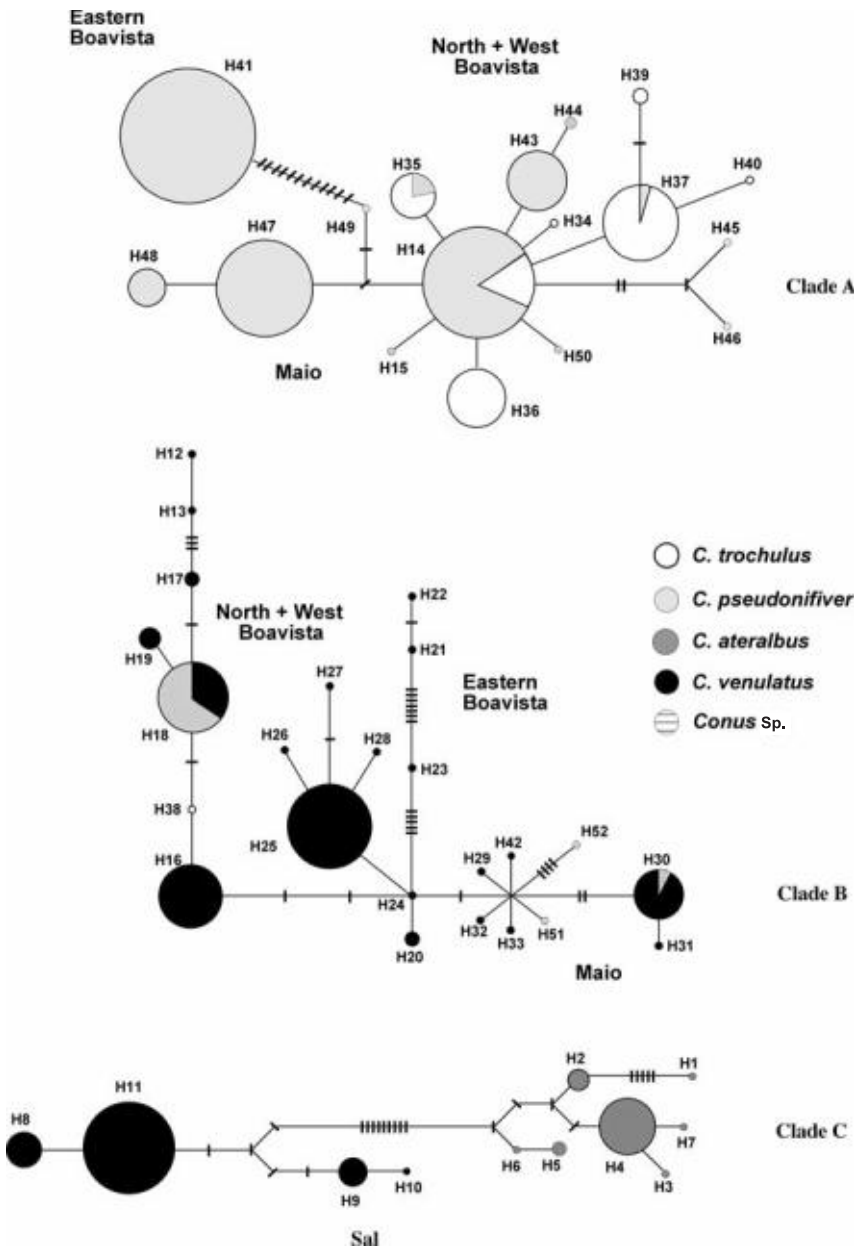 Eastern
Boavista
H41
North + West
Boavista
H39
H44
H43
H35
H40
H37
H34
H49
H47
H14
H45
H48
Clade A
H46
H50
H15
Maio
H36
H12
H13
H17
C. trochulus
C. pseudonifiver
C. ateralbus
C. venulatus
Conus Sp.
North + West
Boavista
H19
H18
H22
H21
H27
Eastern
Boavista
H26
H28
H23
H38
H25
H16
H42
H52
H29
H30
H24
Clade B
H32
H33
H51
H31
H20
Maio
H2
H1
H11
H8
Clade C
H7
H6
H5
H4
H3
H9
H10
Sal